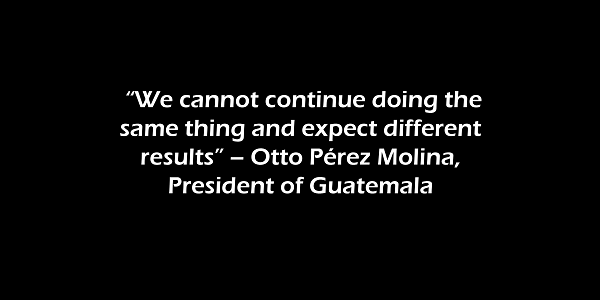 “We cannot continue doing the
same thing and expect different
results” – Otto Pérez Molina,
President of Guatemala